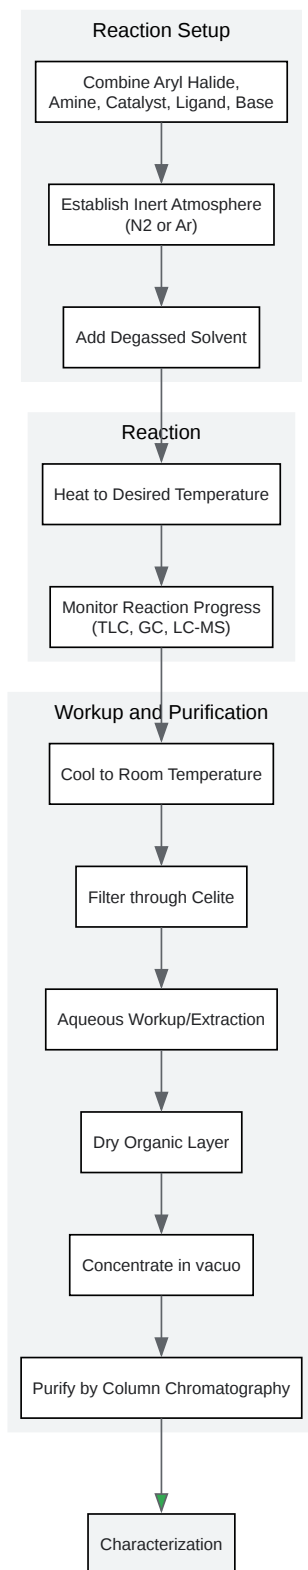 Reaction Setup
Combine Aryl Halide,
Amine, Catalyst, Ligand, Base
Establish Inert Atmosphere
(N2 or Ar)
Add Degassed Solvent
Reaction
Heat to Desired Temperature
Monitor Reaction Progress
(TLC, GC, LC-MS)
Workup and Purification
Cool to Room Temperature
Filter through Celite
Aqueous Workup/Extraction
Dry Organic Layer
Concentrate in vacuo
Purify by Column Chromatography
Characterization